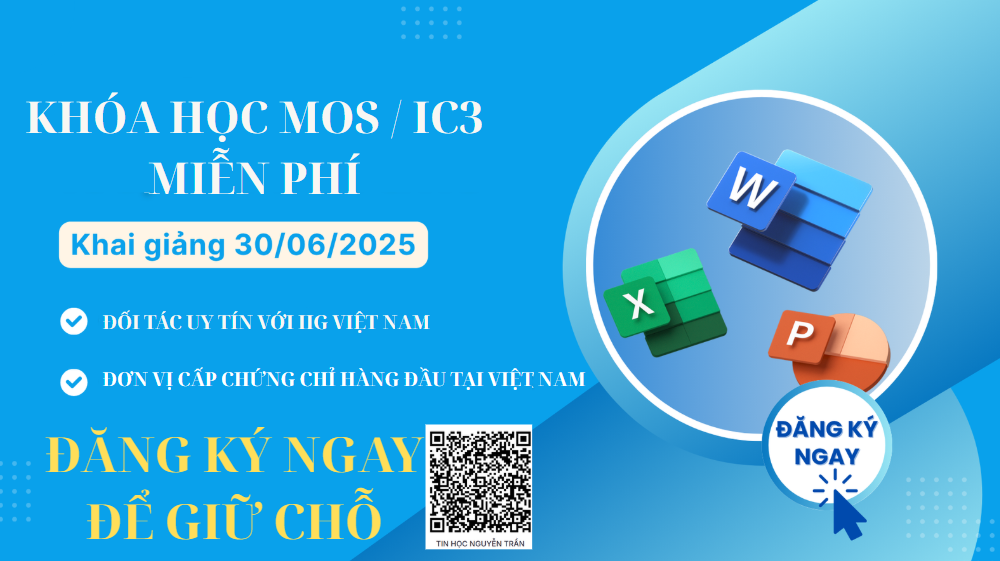 KHÓA HỌC MOS / IC3
MIỄN PHÍ
Khai giảng 30/06/2025
ĐỐI TÁC UY TÍN VỚI IIG VIỆT NAM
ĐƠN VỊ CẤP CHỨNG CHỈ HÀNG ĐẦU TẠI VIỆT NAM
ĐĂNG KÝ NGAY
ĐỂ GIỮ CHỖ
TIN HỌC NGUYỄN TRẦN
W
X
P
ĐĂNG KÝ
NGAY